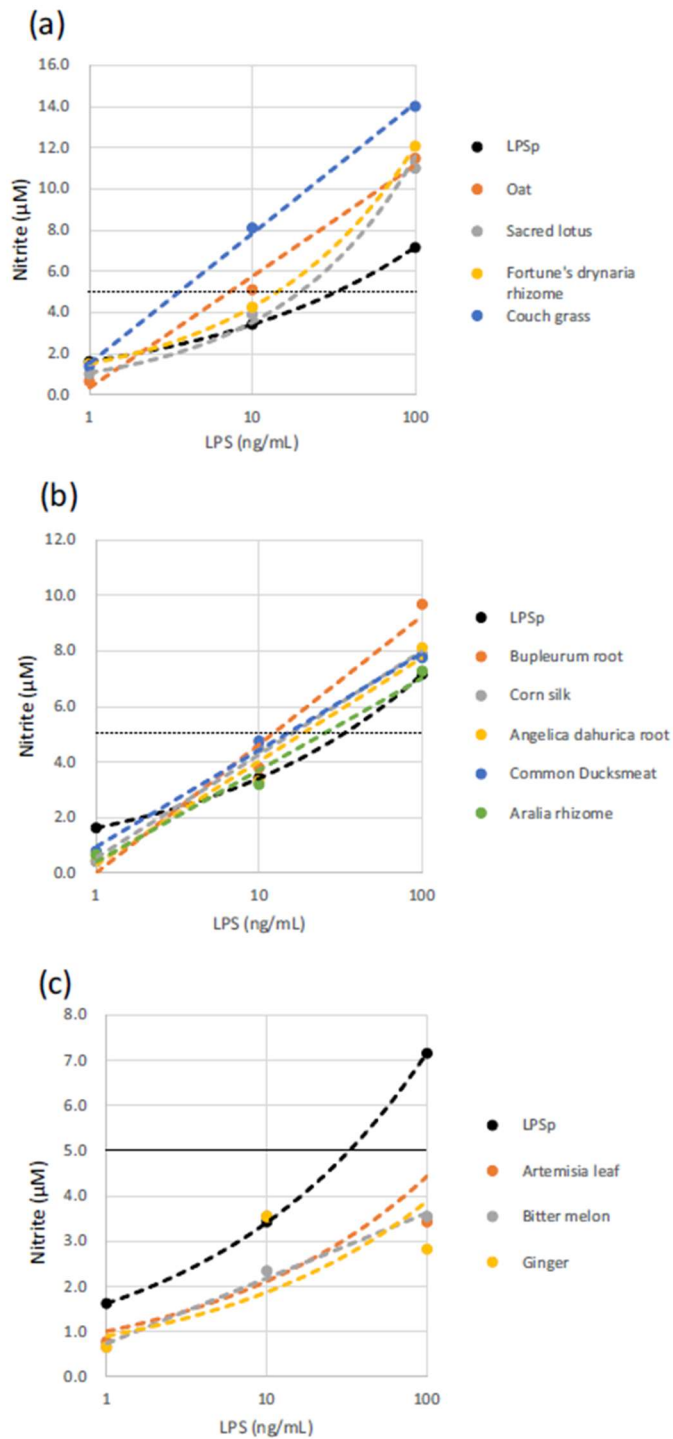 (a)
16.0
14.0
12.0
10.0
8.0
6.0
4.0
2.0
0.0
Nitrite (µM)
1
10
100
LPS (ng/mL)
LPSp
Oat
Sacred lotus
Fortune's drynaria
rhizome
Couch grass
(b)
12.0
10.0
8.0
6.0
4.0
2.0
0.0
Nitrite (µM)
1
10
100
LPS (ng/mL)
LPSp
Bupleurum root
Corn silk
Angelica dahurica root
Common Ducksmeat
Aralia rhizome
(c)
8.0
7.0
6.0
5.0
4.0
3.0
2.0
1.0
0.0
Nitrite (µM)
1
10
100
LPS (ng/mL)
LPSp
Artemisia leaf
Bitter melon
Ginger